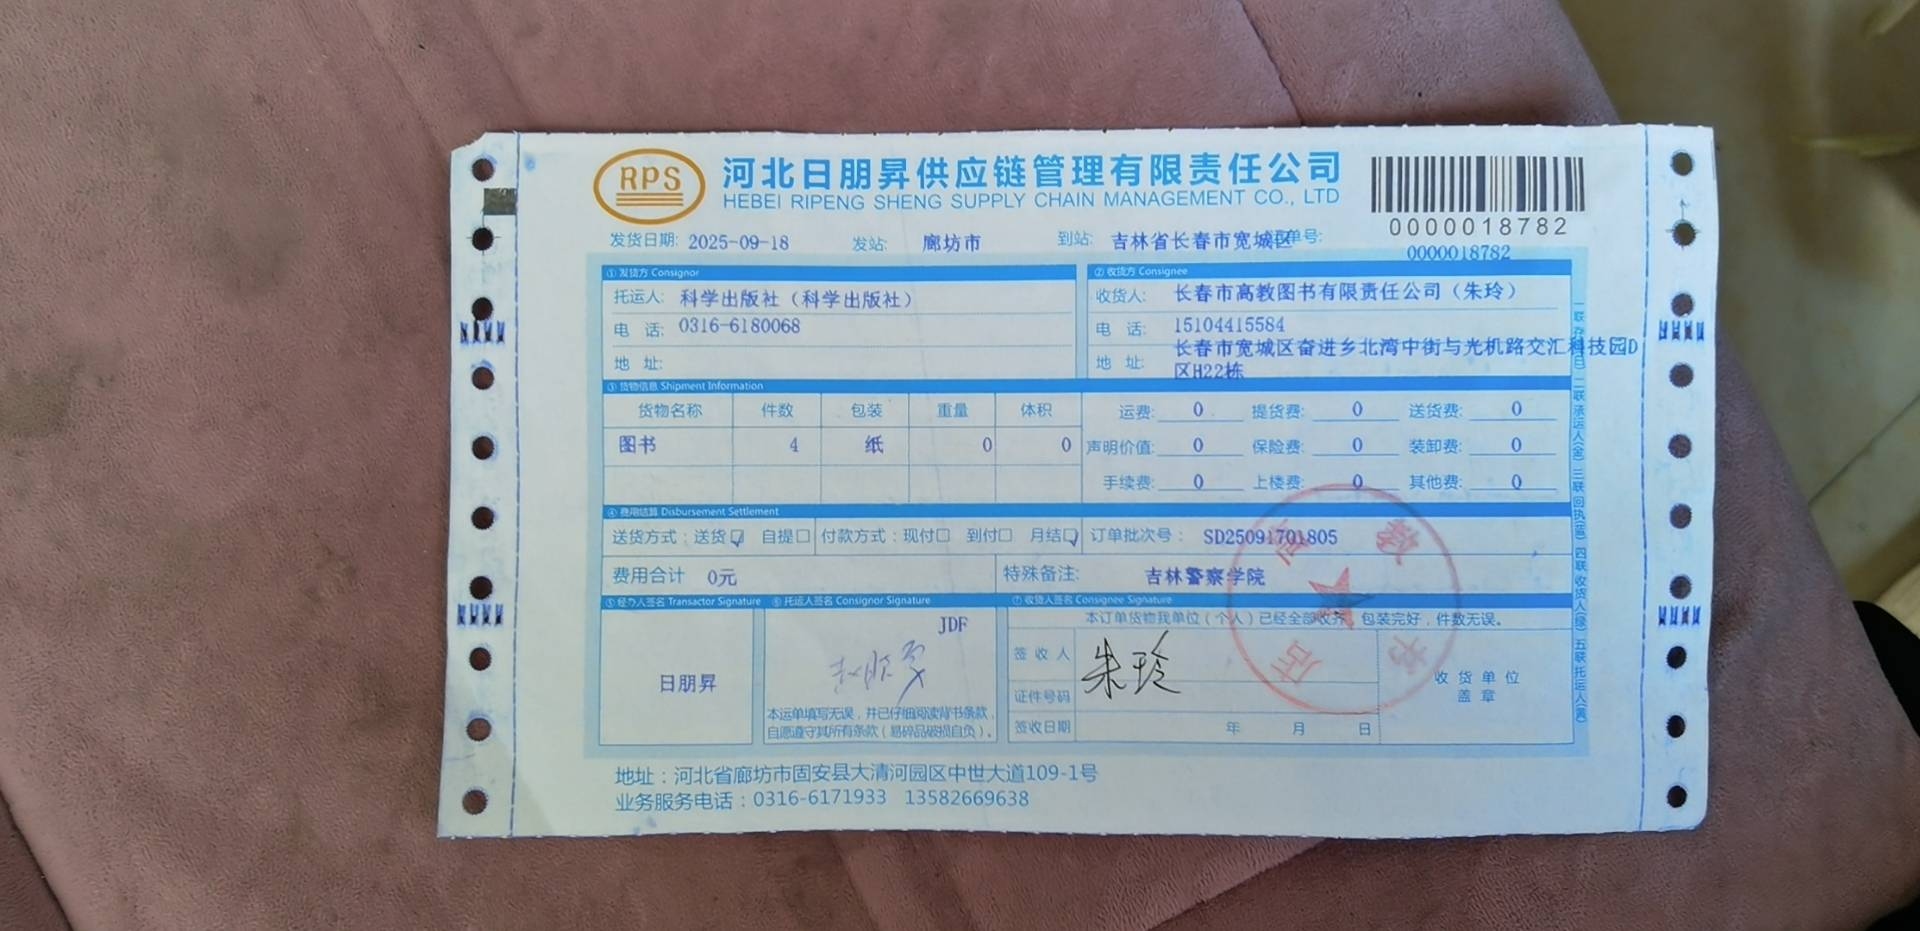 RPS
河北日朋昇供应链管理有限责任公司
HEBEI RIPENG SHENG SUPPLY CHAIN MANAGEMENT CO., LTD
0000018782
发货日期: 2025-09-18 发站: 廊坊市 到站: 吉林省长春市宽城区 单号:
0000018782
① 发货方 Consignor ② 收货方 Consignee
托运人: 科学出版社（科学出版社） 收货人: 长春市高教图书有限责任公司（朱玲）
电 话: 0316-6180068 电 话: 15104415584
地 址: 地 址: 长春市宽城区奋进乡北湾中街与光机路交汇科技园D
区H22栋
③ 货物信息 Shipment Information
货物名称 件数 包装 重量 体积 运费: 0 提货费: 0 送货费: 0
图书 4 纸 0 0 声明价值: 0 保险费: 0 装卸费: 0
手续费: 0 上楼费: 0 其他费: 0
④ 费用结算 Disbursement Settlement
送货方式：送货☑ 自提☐ 付款方式：现付☐ 到付☐ 月结☑ 订单批次号： SD25091701805
费用合计 0元 特殊备注: 吉林警察学院
⑤ 经办人签名 Transactor Signature ⑥ 托运人签名 Consignor Signature ⑦ 收货人签名 Consignee Signature
本订单货物我单位（个人）已经全部收齐，包装完好，件数无误。
JDF
日朋昇
签收人 朱玲
证件号码
收货单位
盖章
本运单填写无误，并已仔细阅读背书条款，
自愿遵守其所有条款（易碎品破损自负）。
签收日期 年 月 日
地址：河北省廊坊市固安县大清河园区中世大道109-1号
业务服务电话：0316-6171933 13582669638